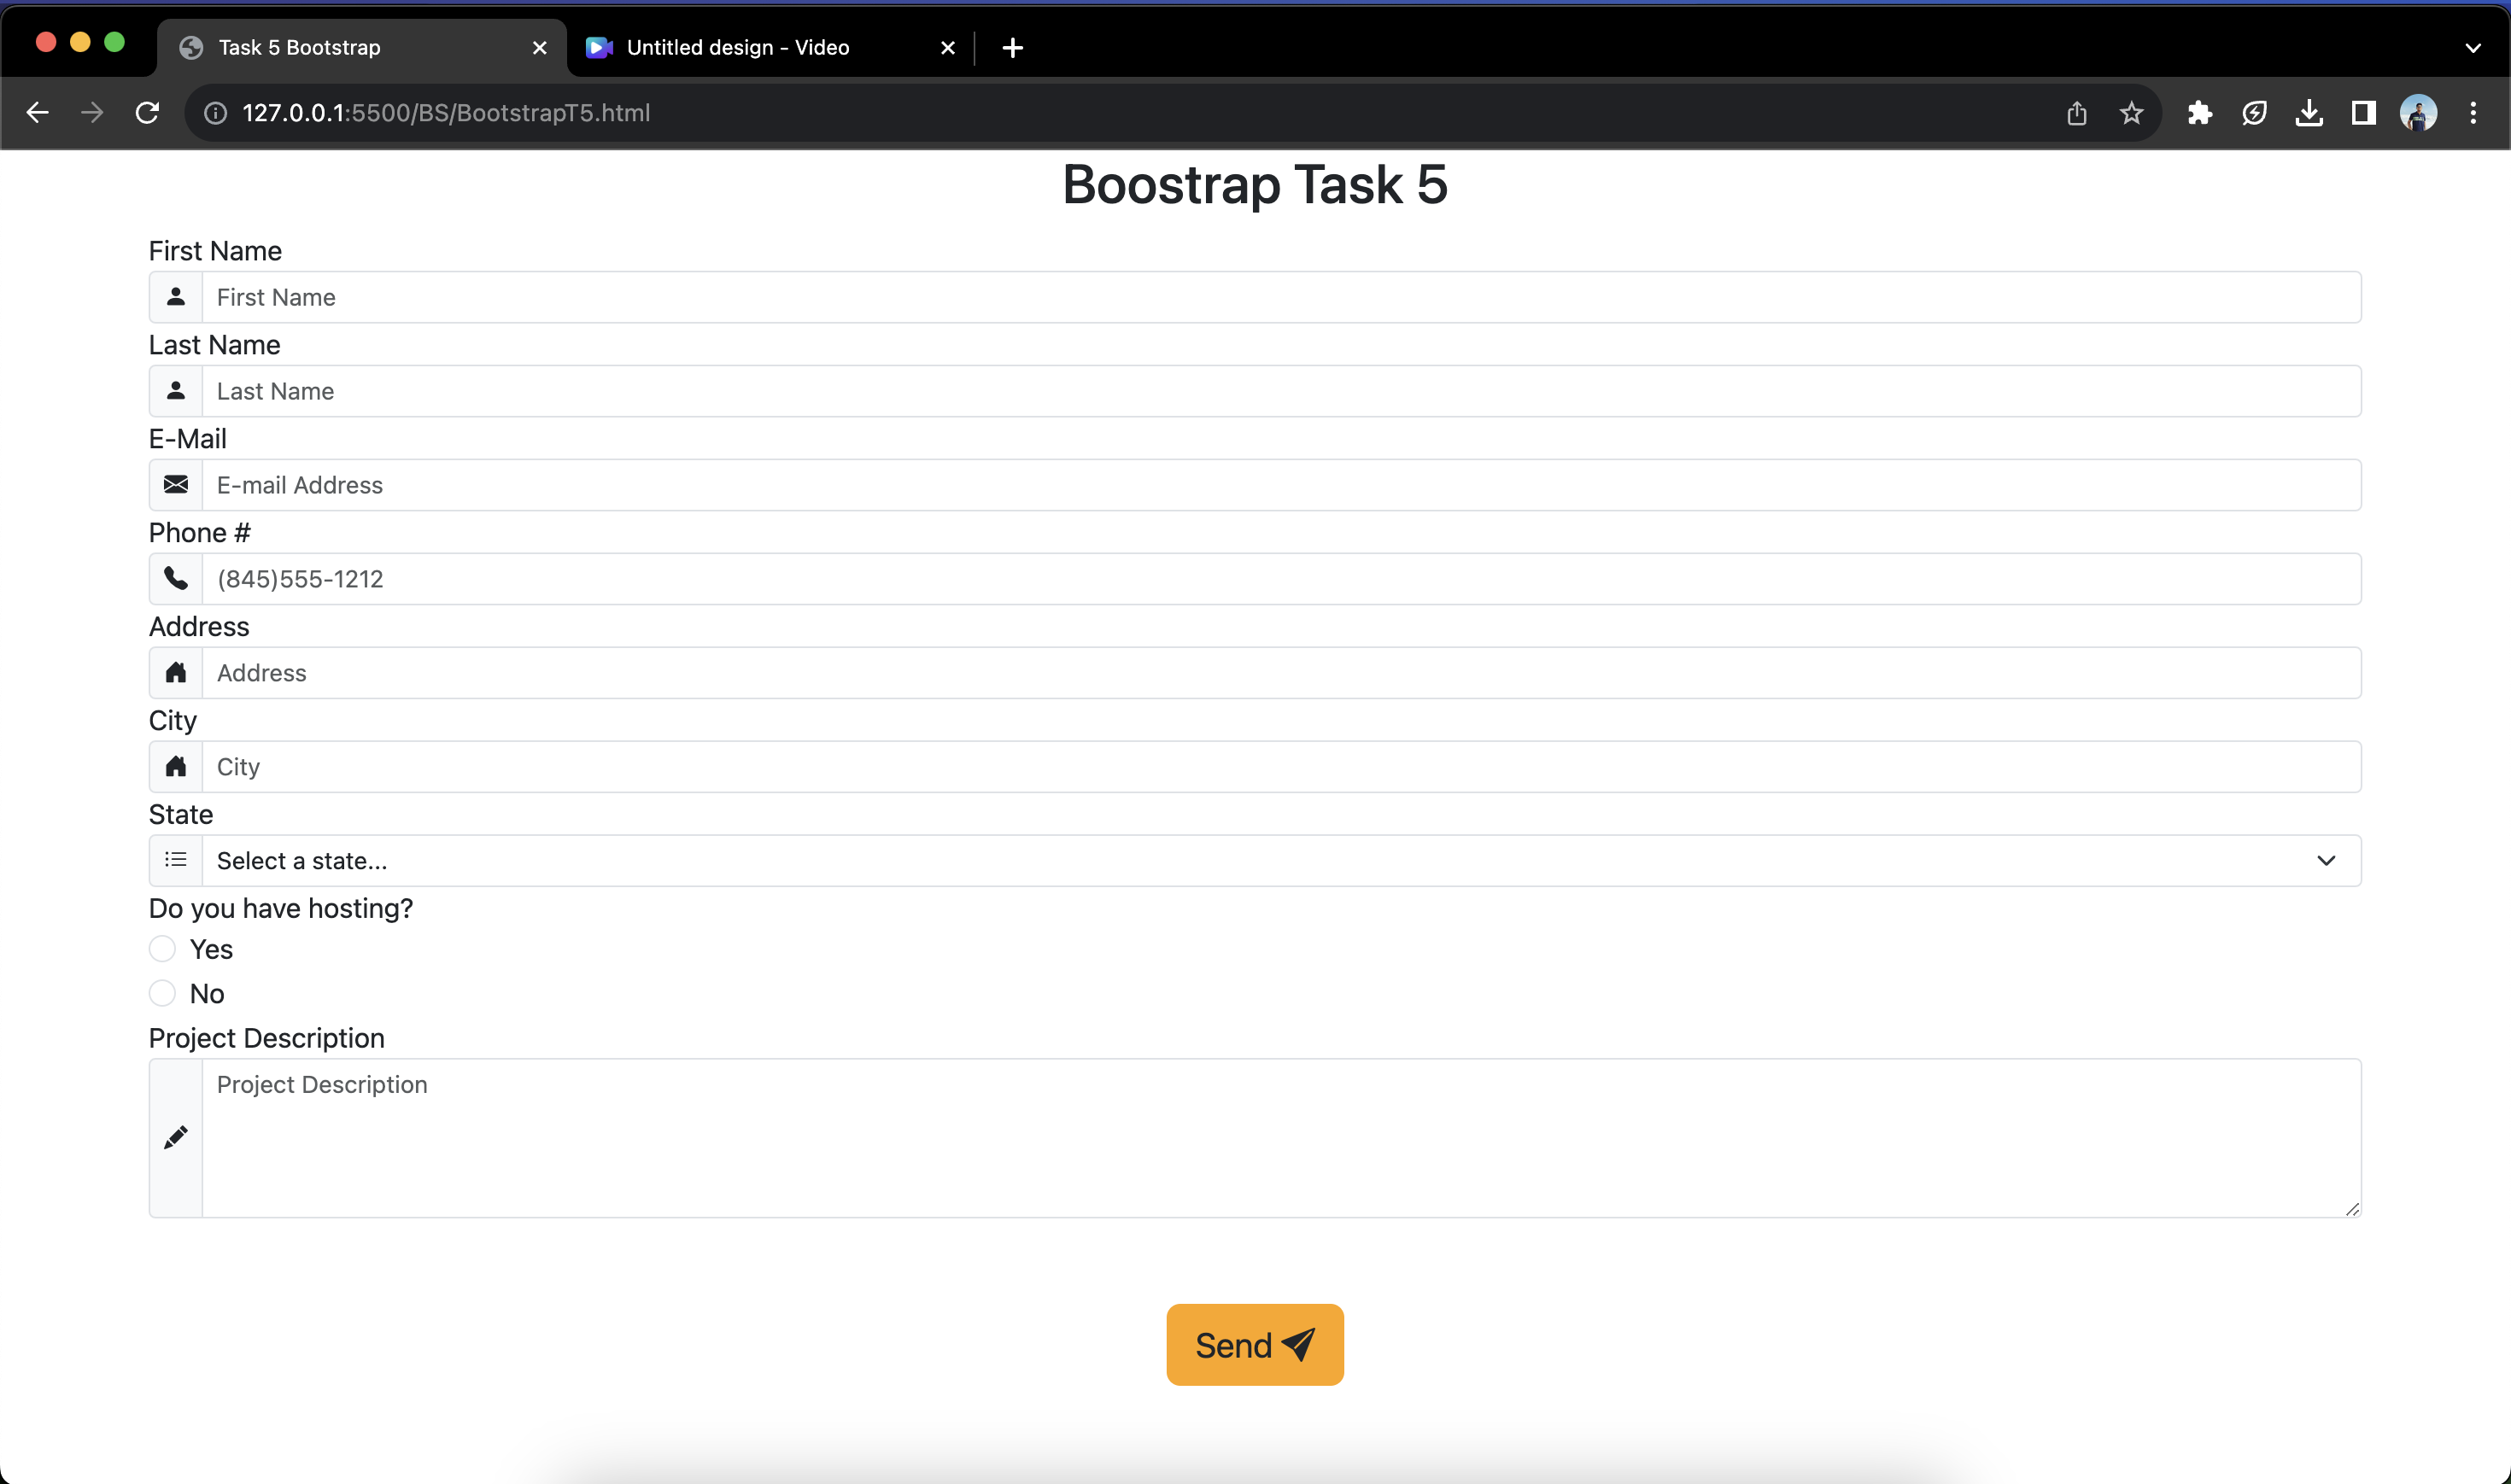 Task 5 Bootstrap
Untitled design - Video
127.0.0.1:5500/BS/BootstrapT5.html
Boostrap Task 5
First Name
First Name
Last Name
Last Name
E-Mail
E-mail Address
Phone #
(845)555-1212
Address
Address
City
City
State
Select a state...
Do you have hosting?
Yes
No
Project Description
Project Description
Send